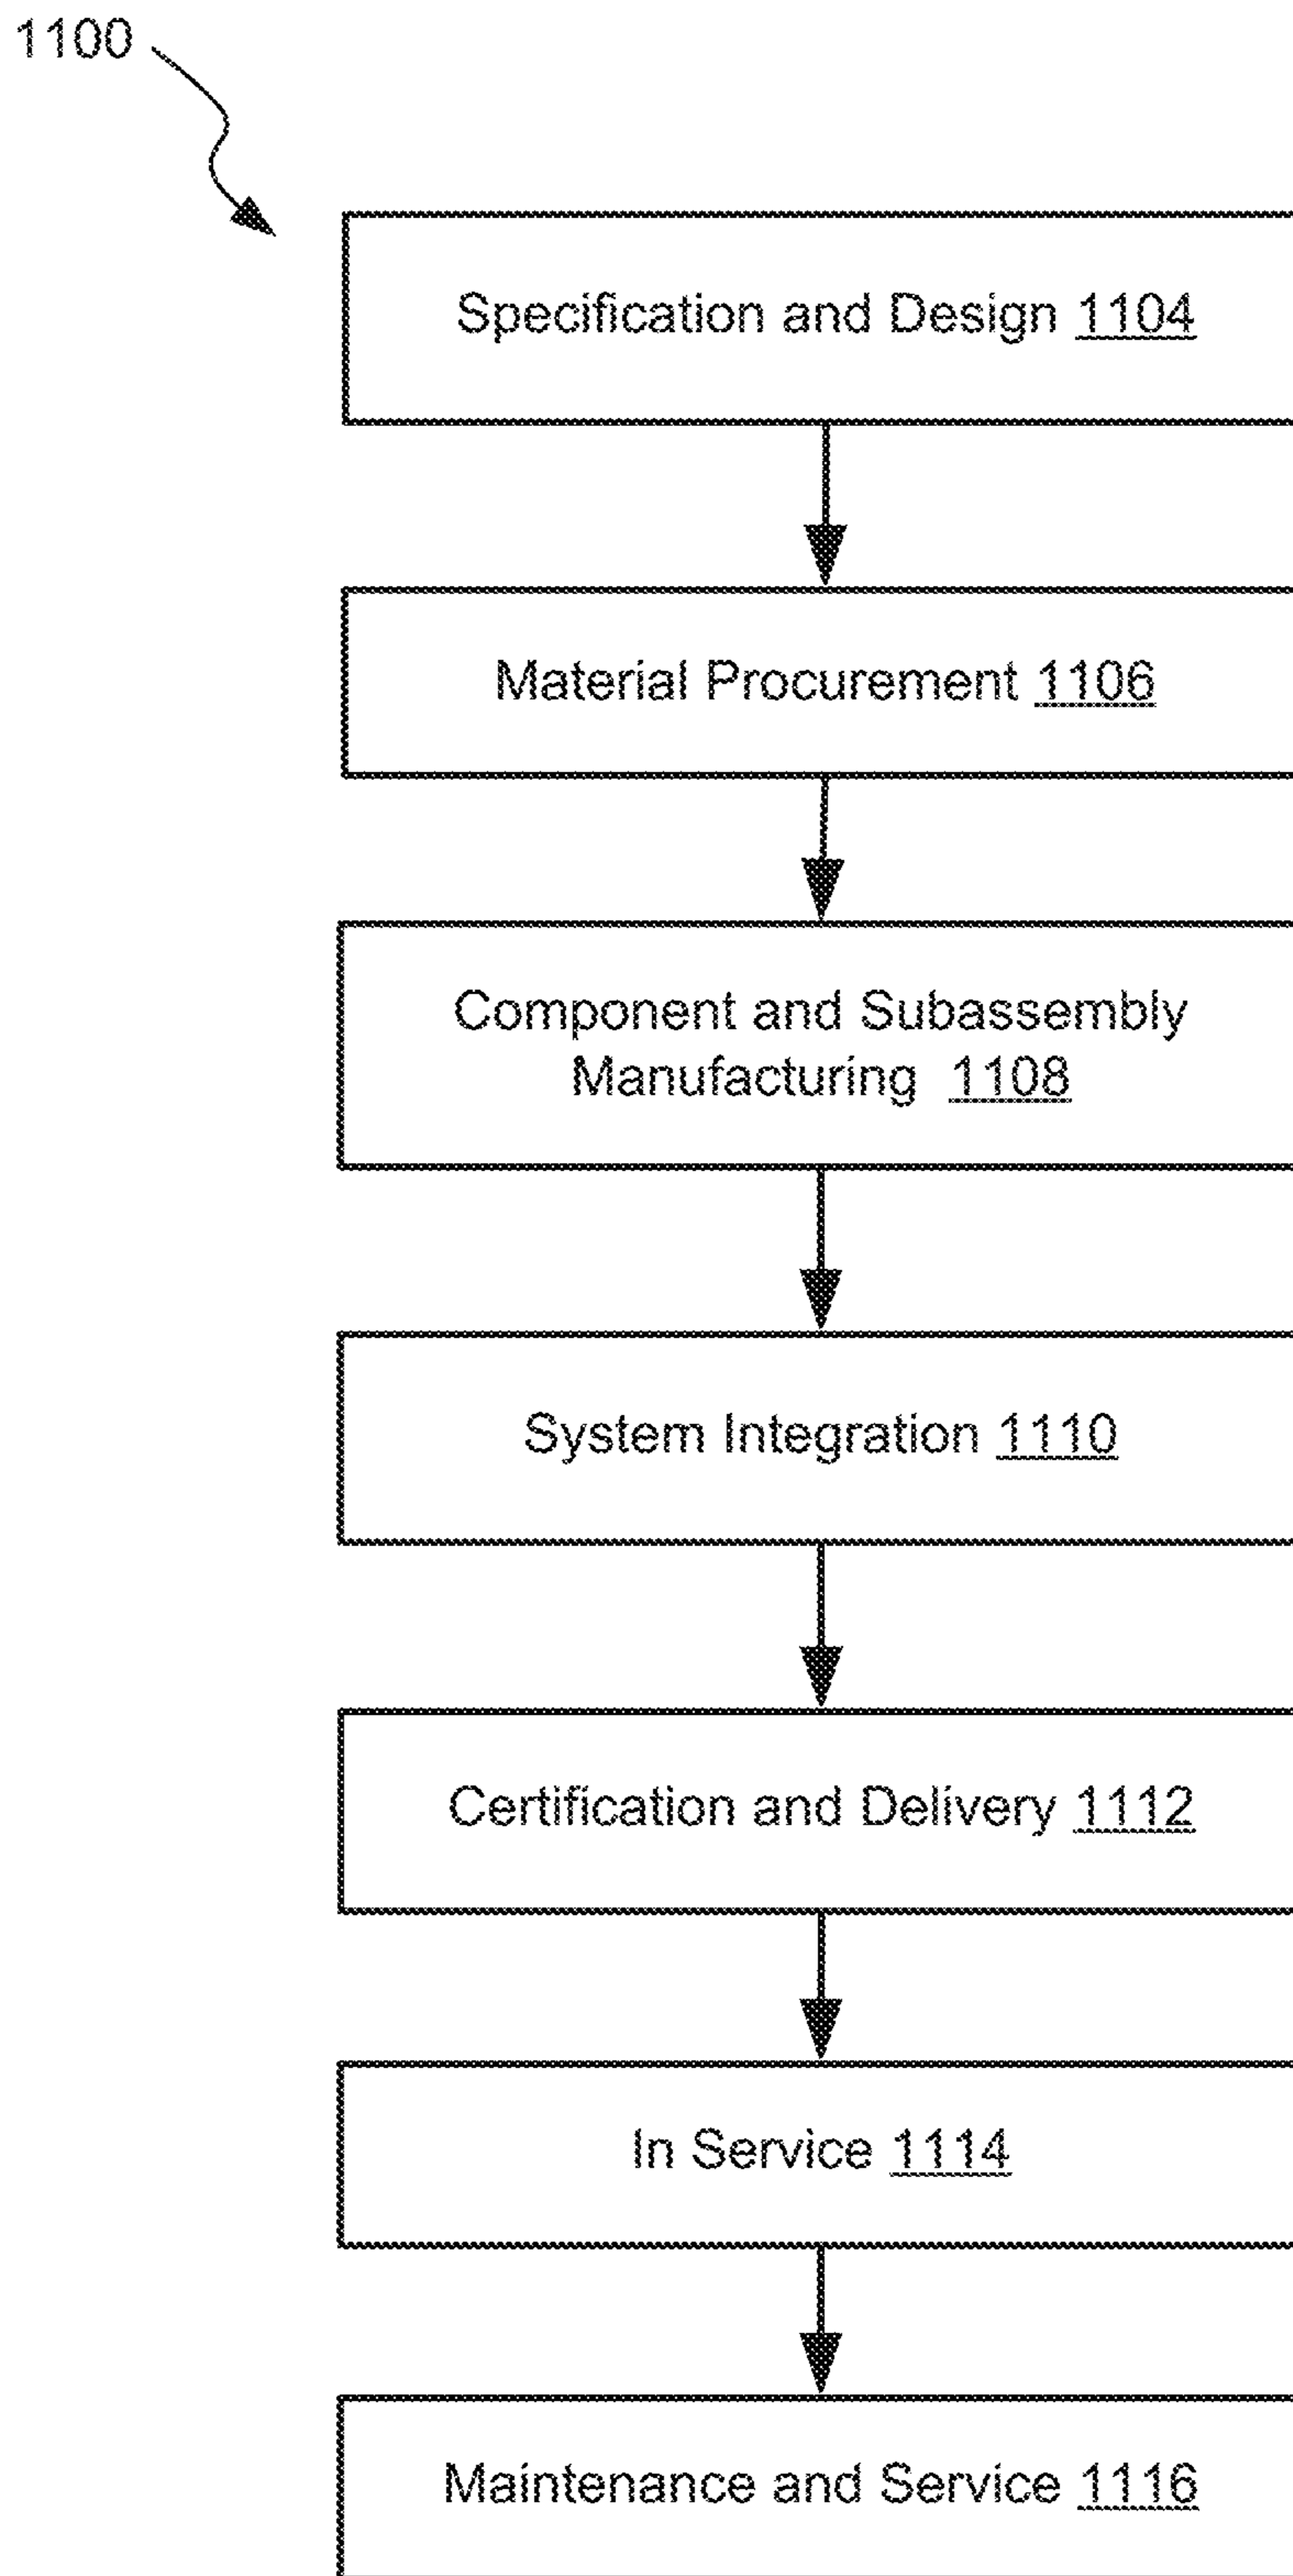 1100
Specification and Design 1104
Material Procurement 1106
Component and Subassembly
Manufacturing 1108
System Integration 1110
Certification and Delivery 1112
In Service 1114
Maintenance and Service 1116